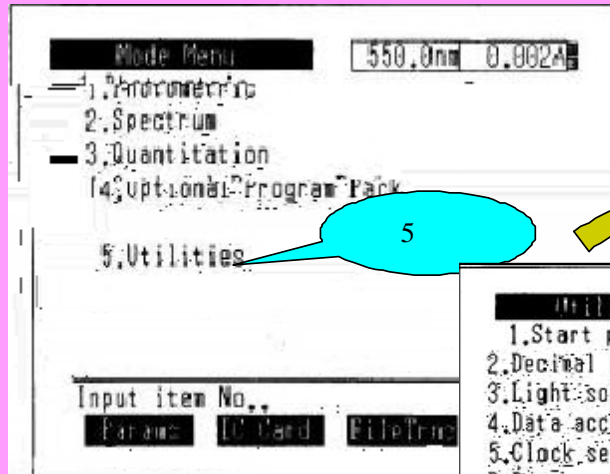 Mode Menu 550.0nm 0.002A
1.Photometric
2.Spectrum
3.Quantitation
4.Optional Program Pack
5.Utilities
5
Input item No..
Params IC Card FileTrns
Util
1.Start p
2.Decimal
3.Light so
4.Data acc
5.Clock se